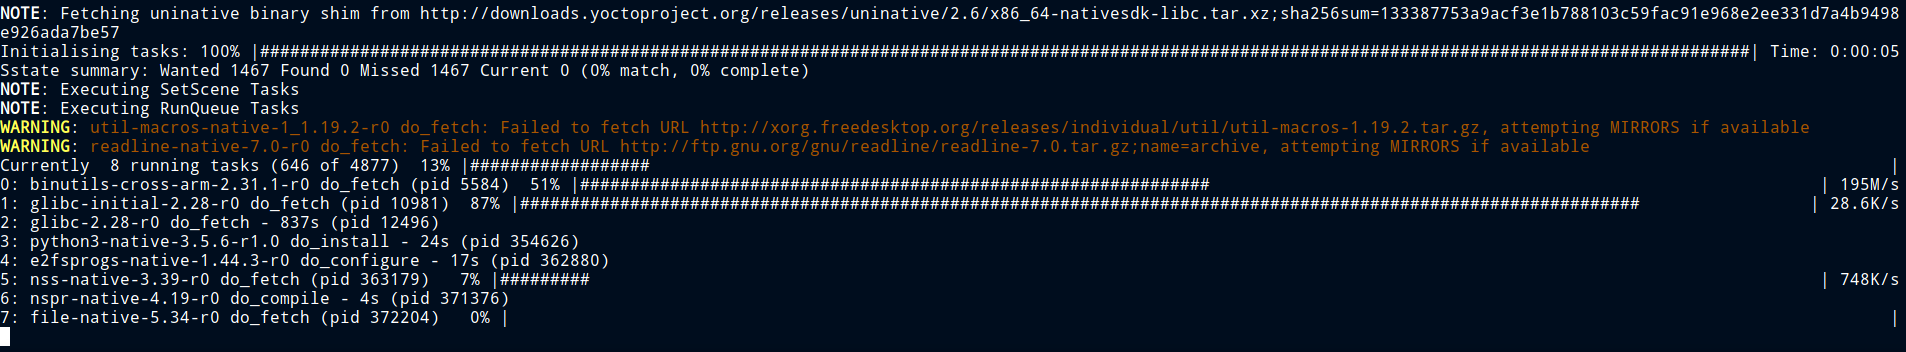 NOTE: Fetching uninative binary shim from http://downloads.yoctoproject.org/releases/uninative/2.6/x86_64-nativesdk-libc.tar.xz;sha256sum=133387753a9acf3e1b788103c59fac91e968e2ee331d7a4b9498
e926ada7be57
Initialising tasks: 100% |#####################################################################################################################################################| Time: 0:00:05
Sstate summary: Wanted 1467 Found 0 Missed 1467 Current 0 (0% match, 0% complete)
NOTE: Executing SetScene Tasks
NOTE: Executing RunQueue Tasks
WARNING: util-macros-native-1_1.19.2-r0 do_fetch: Failed to fetch URL http://xorg.freedesktop.org/releases/individual/util/util-macros-1.19.2.tar.gz, attempting MIRRORS if available
WARNING: readline-native-7.0-r0 do_fetch: Failed to fetch URL http://ftp.gnu.org/gnu/readline/readline-7.0.tar.gz;name=archive, attempting MIRRORS if available
Currently  8 running tasks (646 of 4877)  13% |##################                                                                                                                            |
0: binutils-cross-arm-2.31.1-r0 do_fetch (pid 5584)  51% |###############################################################                                                             | 195M/s
1: glibc-initial-2.28-r0 do_fetch (pid 10981)  87% |################################################################################################################                  | 28.6K/s
2: glibc-2.28-r0 do_fetch - 837s (pid 12496)
3: python3-native-3.5.6-r1.0 do_install - 24s (pid 354626)
4: e2fsprogs-native-1.44.3-r0 do_configure - 17s (pid 362880)
5: nss-native-3.39-r0 do_fetch (pid 363179)   7% |#########                                                                                                                           | 748K/s
6: nspr-native-4.19-r0 do_compile - 4s (pid 371376)
7: file-native-5.34-r0 do_fetch (pid 372204)   0% |                                                                                                                                          |